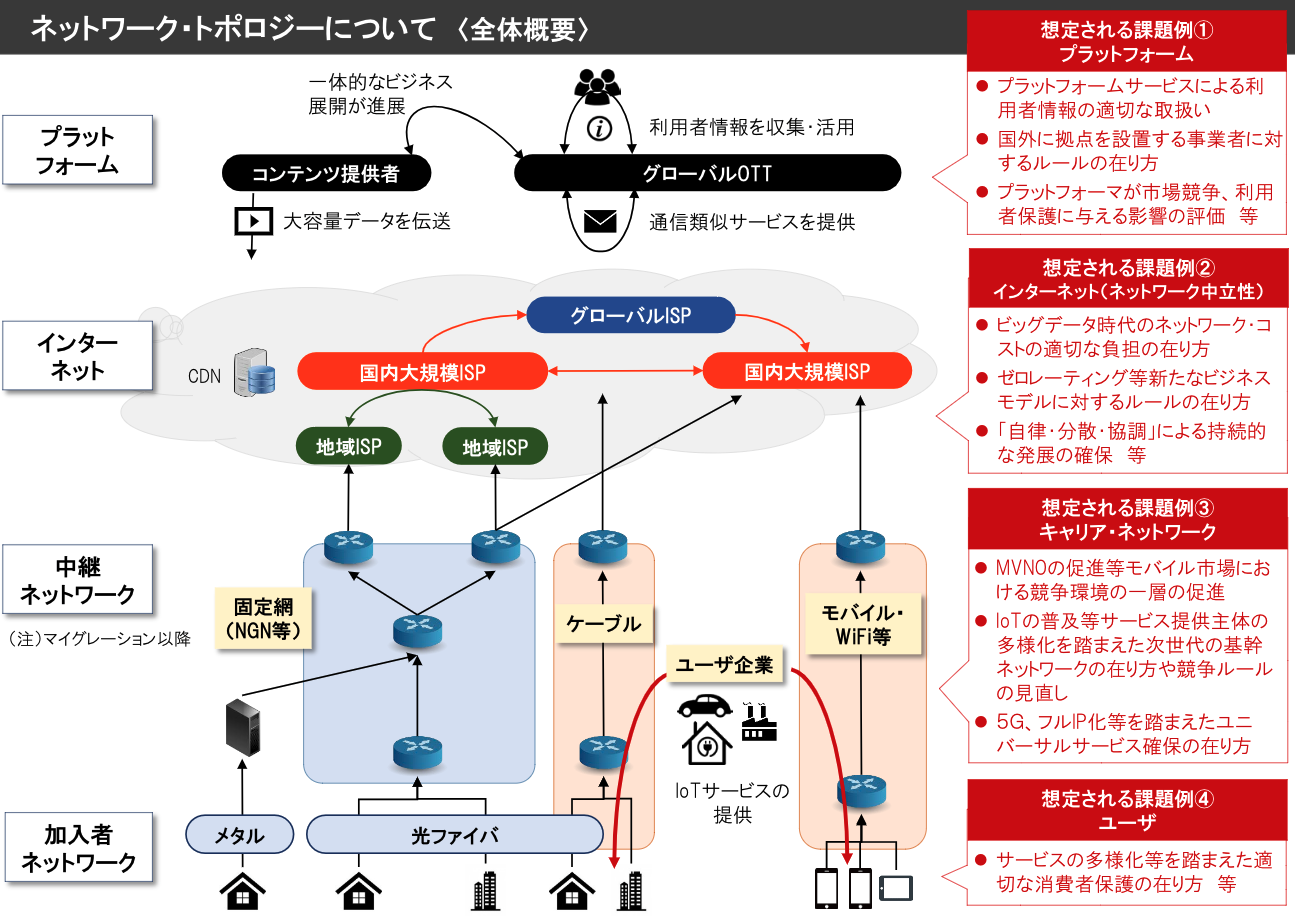 ネットワーク・トポロジーについて 〈全体概要〉
プラット
フォーム
一体的なビジネス
展開が進展
利用者情報を収集・活用
コンテンツ提供者
グローバルOTT
大容量データを伝送
通信類似サービスを提供
インター
ネット
グローバルISP
CDN
国内大規模ISP
国内大規模ISP
地域ISP
地域ISP
中継
ネットワーク
（注）マイグレーション以降
固定網
（NGN等）
ケーブル
モバイル・
WiFi等
ユーザ企業
IoTサービスの
提供
加入者
ネットワーク
メタル
光ファイバ
想定される課題例①
プラットフォーム
● プラットフォームサービスによる利
用者情報の適切な取扱い
● 国外に拠点を設置する事業者に対
するルールの在り方
● プラットフォーマが市場競争、利用
者保護に与える影響の評価 等
想定される課題例②
インターネット（ネットワーク中立性）
● ビッグデータ時代のネットワーク・コ
ストの適切な負担の在り方
● ゼロレーティング等新たなビジネス
モデルに対するルールの在り方
● 「自律・分散・協調」による持続的
な発展の確保 等
想定される課題例③
キャリア・ネットワーク
● MVNOの促進等モバイル市場にお
ける競争環境の一層の促進
● IoTの普及等サービス提供主体の
多様化を踏まえた次世代の基幹
ネットワークの在り方や競争ルール
の見直し
● 5G、フルIP化等を踏まえたユニ
バーサルサービス確保の在り方
想定される課題例④
ユーザ
● サービスの多様化等を踏まえた適
切な消費者保護の在り方 等